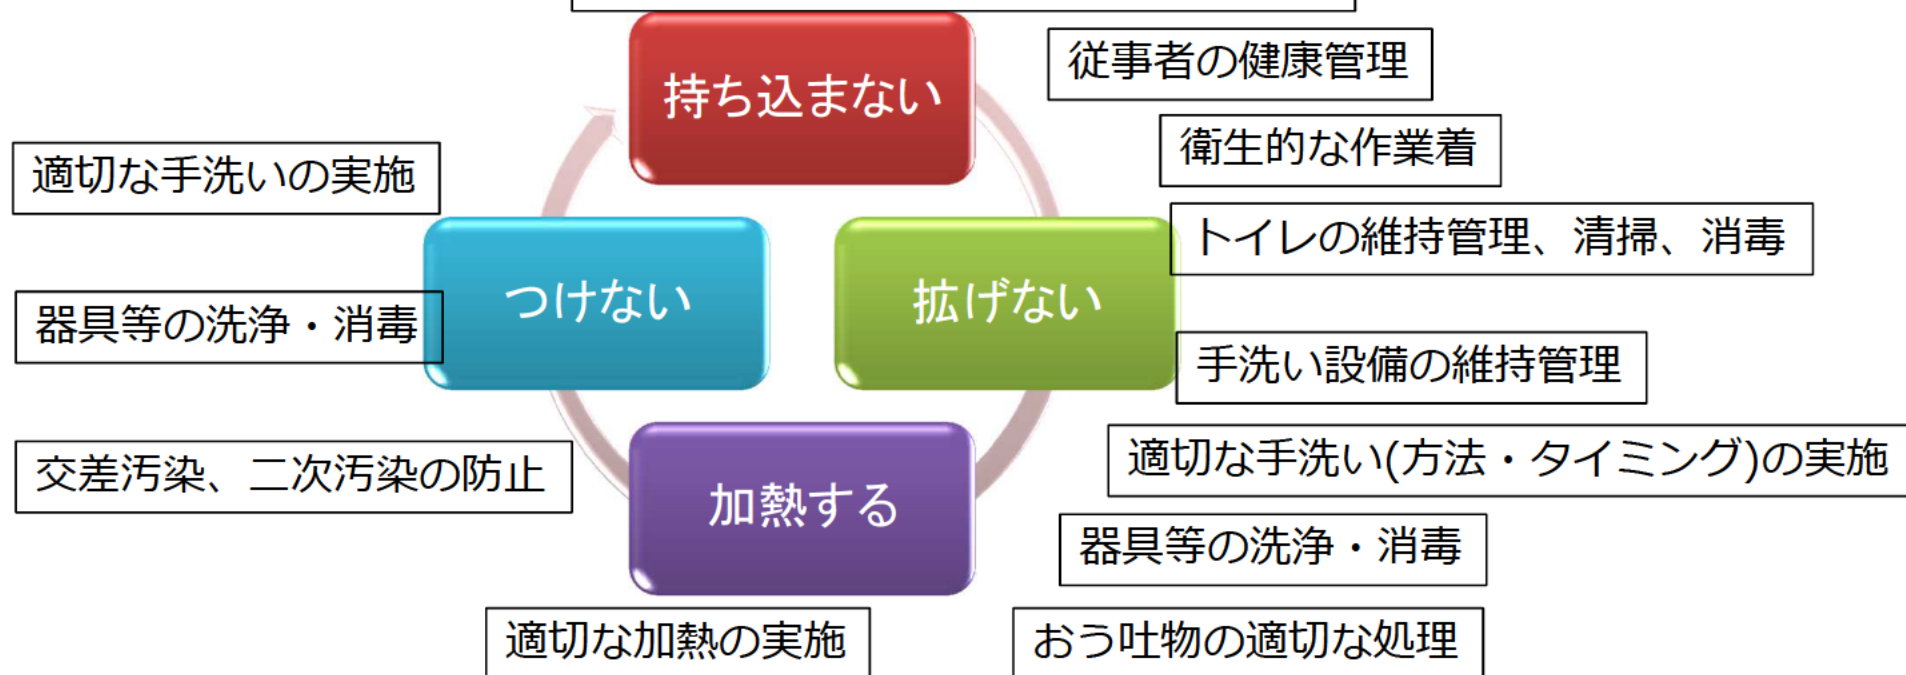 持ち込まない
従事者の健康管理
衛生的な作業着
適切な手洗いの実施
トイレの維持管理、清掃、消毒
つけない
拡げない
器具等の洗浄・消毒
手洗い設備の維持管理
適切な手洗い(方法・タイミング)の実施
交差汚染、二次汚染の防止
加熱する
器具等の洗浄・消毒
適切な加熱の実施
おう吐物の適切な処理